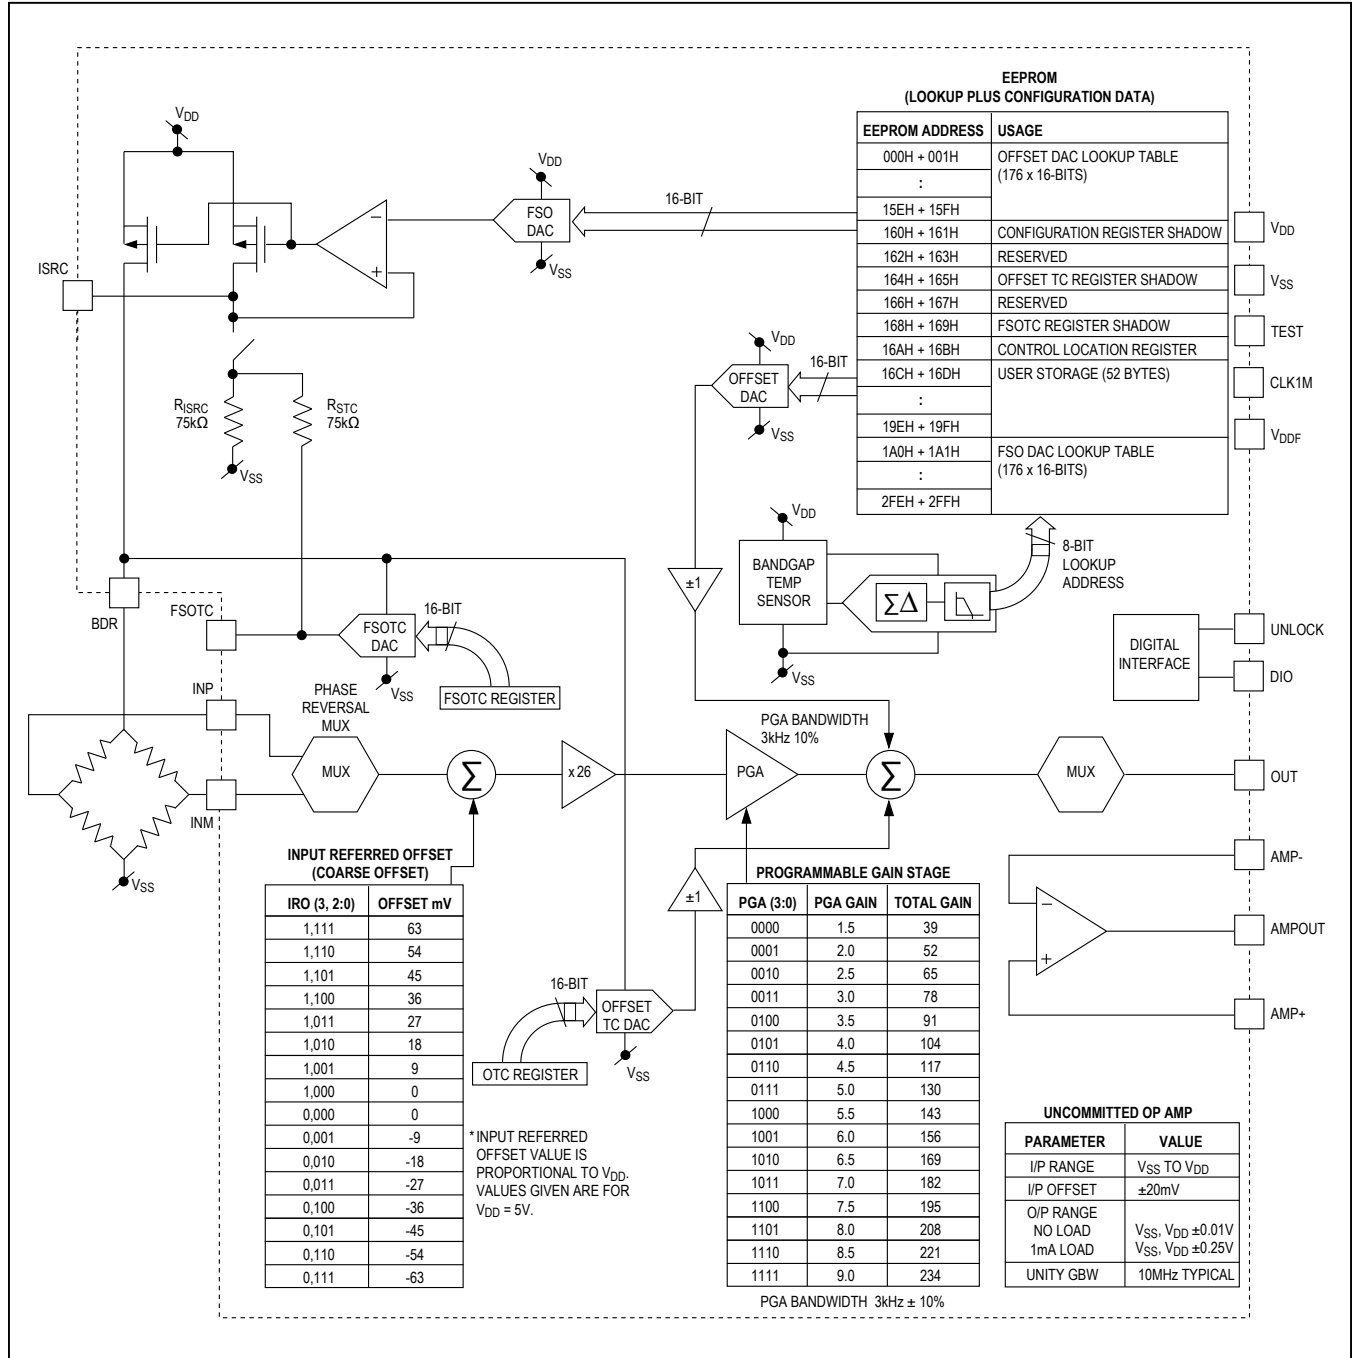 EEPROM
(LOOKUP PLUS CONFIGURATION DATA)
EEPROM ADDRESS USAGE
000H + 001H OFFSET DAC LOOKUP TABLE
(176 x 16-BITS)
:
15EH + 15FH
160H + 161H CONFIGURATION REGISTER SHADOW
162H + 163H RESERVED
164H + 165H OFFSET TC REGISTER SHADOW
166H + 167H RESERVED
168H + 169H FSOTC REGISTER SHADOW
16AH + 16BH CONTROL LOCATION REGISTER
16CH + 16DH USER STORAGE (52 BYTES)
:
19EH + 19FH
1A0H + 1A1H FSO DAC LOOKUP TABLE
(176 x 16-BITS)
:
2FEH + 2FFH
VDD
VDD
FSO
DAC
VSS
16-BIT
−
+
ISRC
RISRC
75kΩ
RSTC
75kΩ
VSS
VDD
OFFSET
DAC
VSS
16-BIT
VDD
VSS
TEST
CLK1M
VDDF
VDD
BANDGAP
TEMP
SENSOR
VSS
ΣΔ
8-BIT
LOOKUP
ADDRESS
±1
BDR
FSOTC
FSOTC
DAC
VSS
16-BIT
FSOTC REGISTER
DIGITAL
INTERFACE
UNLOCK
DIO
INP
INM
VSS
PHASE
REVERSAL
MUX
MUX
Σ
x 26
PGA BANDWIDTH
3kHz 10%
PGA
Σ
MUX
OUT
AMP-
AMPOUT
AMP+
−
+
±1
16-BIT
OFFSET
TC DAC
VSS
OTC REGISTER
INPUT REFERRED OFFSET
(COARSE OFFSET)
IRO (3, 2:0) OFFSET mV
1,111 63
1,110 54
1,101 45
1,100 36
1,011 27
1,010 18
1,001 9
1,000 0
0,000 0
0,001 -9
0,010 -18
0,011 -27
0,100 -36
0,101 -45
0,110 -54
0,111 -63
* INPUT REFERRED
OFFSET VALUE IS
PROPORTIONAL TO VDD.
VALUES GIVEN ARE FOR
VDD = 5V.
PROGRAMMABLE GAIN STAGE
PGA (3:0) PGA GAIN TOTAL GAIN
0000 1.5 39
0001 2.0 52
0010 2.5 65
0011 3.0 78
0100 3.5 91
0101 4.0 104
0110 4.5 117
0111 5.0 130
1000 5.5 143
1001 6.0 156
1010 6.5 169
1011 7.0 182
1100 7.5 195
1101 8.0 208
1110 8.5 221
1111 9.0 234
PGA BANDWIDTH 3kHz ± 10%
UNCOMMITTED OP AMP
PARAMETER VALUE
I/P RANGE VSS TO VDD
I/P OFFSET ±20mV
O/P RANGE
NO LOAD VSS, VDD ±0.01V
1mA LOAD VSS, VDD ±0.25V
UNITY GBW 10MHz TYPICAL